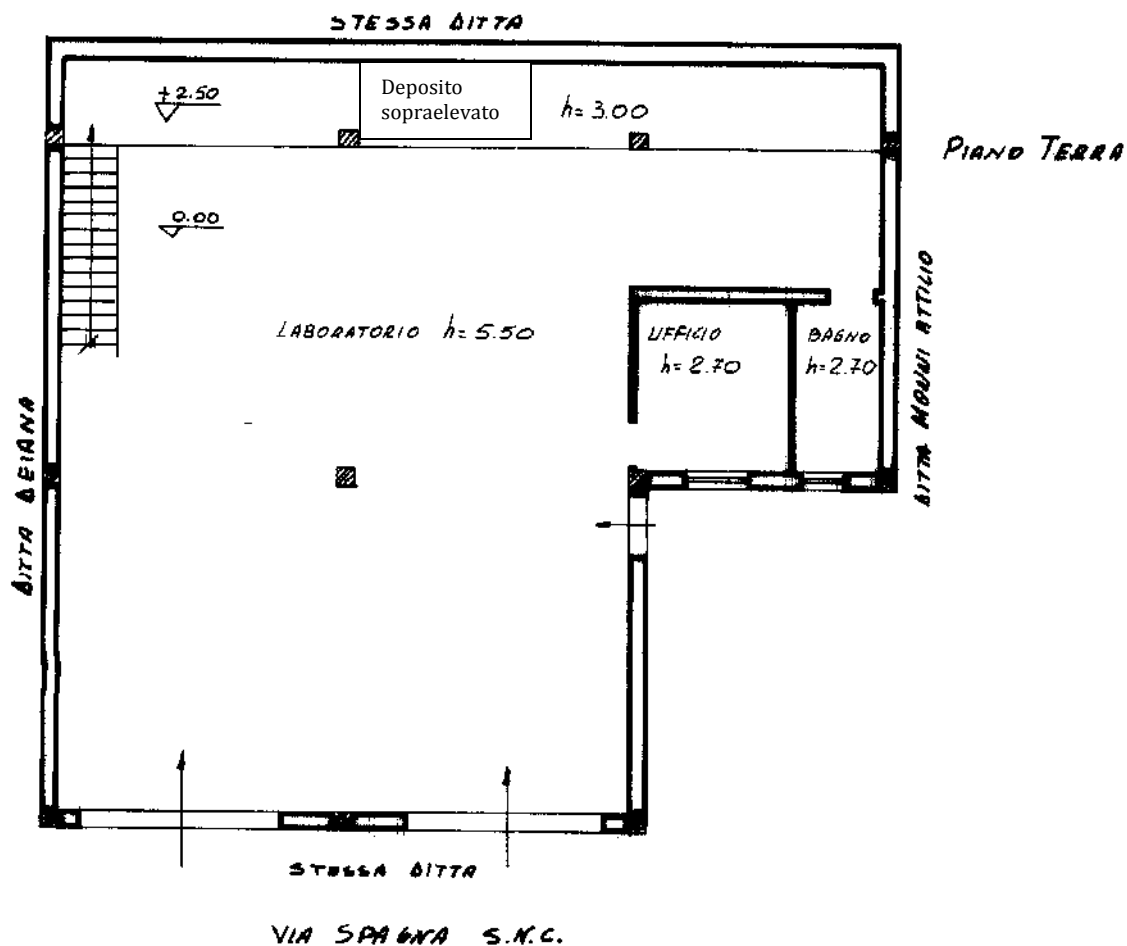 STESSA DITTA
+2.50
Deposito
sopraelevato
h=3.00
PIANO TERRA
0.00
LABORATORIO h=5.50
UFFICIO
h=2.70
BAGNO
h=2.70
DITTA DEIANA
DITTA MONNI ATTILIO
STESSA DITTA
VIA SPAGNA S.N.C.